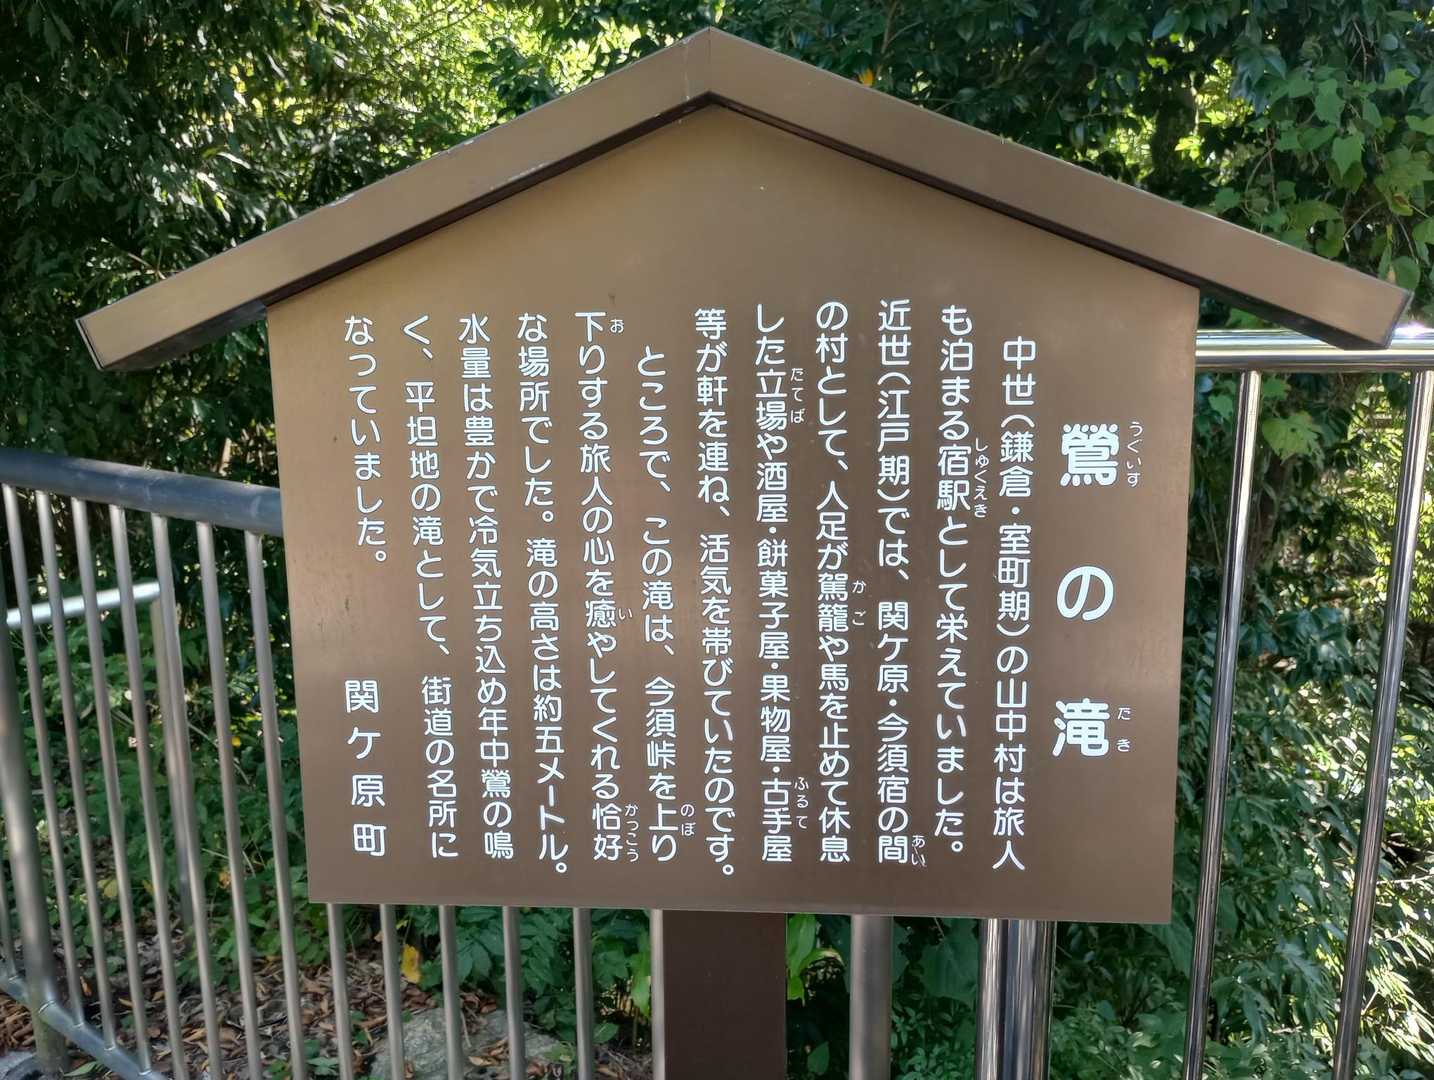 鶯の滝
中世（鎌倉・室町期）の山中村は旅人
も泊まる宿駅として栄えていました。
近世（江戸期）では、関ケ原・今須宿の間
の村として、人足が駕籠や馬を止めて休息
した立場や酒屋・餅菓子屋・果物屋・古手屋
等が軒を連ね、活気を帯びていたのです。
ところで、この滝は、今須峠を上り
下りする旅人の心を癒やしてくれる恰好
な場所でした。滝の高さは約五メートル。
水量は豊かで冷気立ち込め年中鶯の鳴
く、平坦地の滝として、街道の名所に
なっていました。
関ケ原町